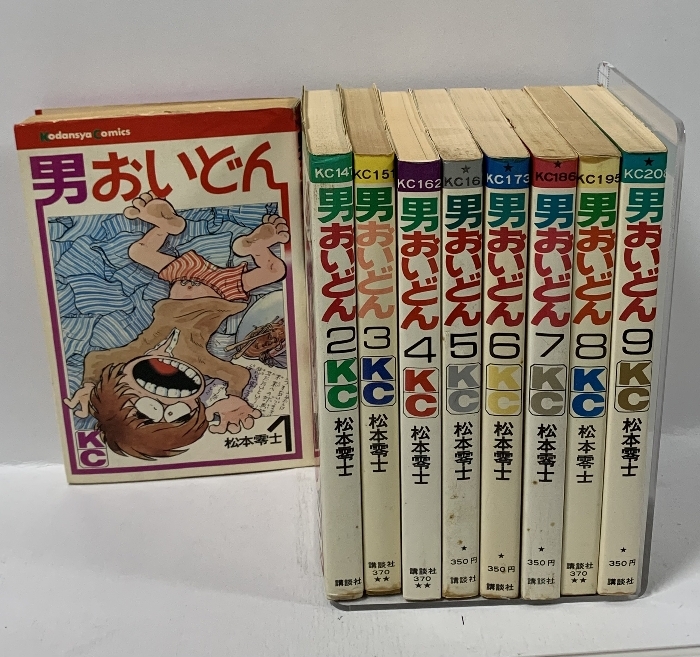 Kodansya Comics
男おいどん
KC
松本零士
1
KC147
男おいどん
2
KC
松本零士
講談社
KC151
男おいどん
3
KC
松本零士
講談社
370
★★
KC162
男おいどん
4
KC
松本零士
講談社
370
★★
★
KC16
男おいどん
5
KC
松本零士
★
350円
講談社
★
KC173
男おいどん
6
KC
松本零士
★
350円
講談社
★
KC186
男おいどん
7
KC
松本零士
★
350円
講談社
KC195
男おいどん
8
KC
松本零士
講談社
370
★★
★
KC208
男おいどん
9
KC
松本零士
★
350円
講談社